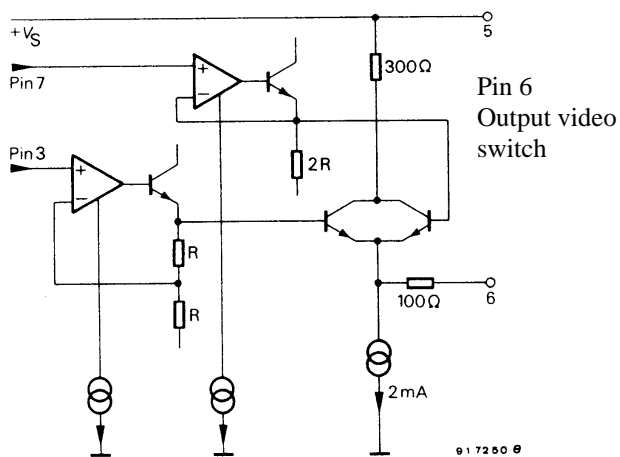 +V_S
5
Pin 7
300Ω
Pin 6
Output video
switch
+
−
2R
Pin 3
+
−
R
R
100Ω
6
2mA
917250 θ